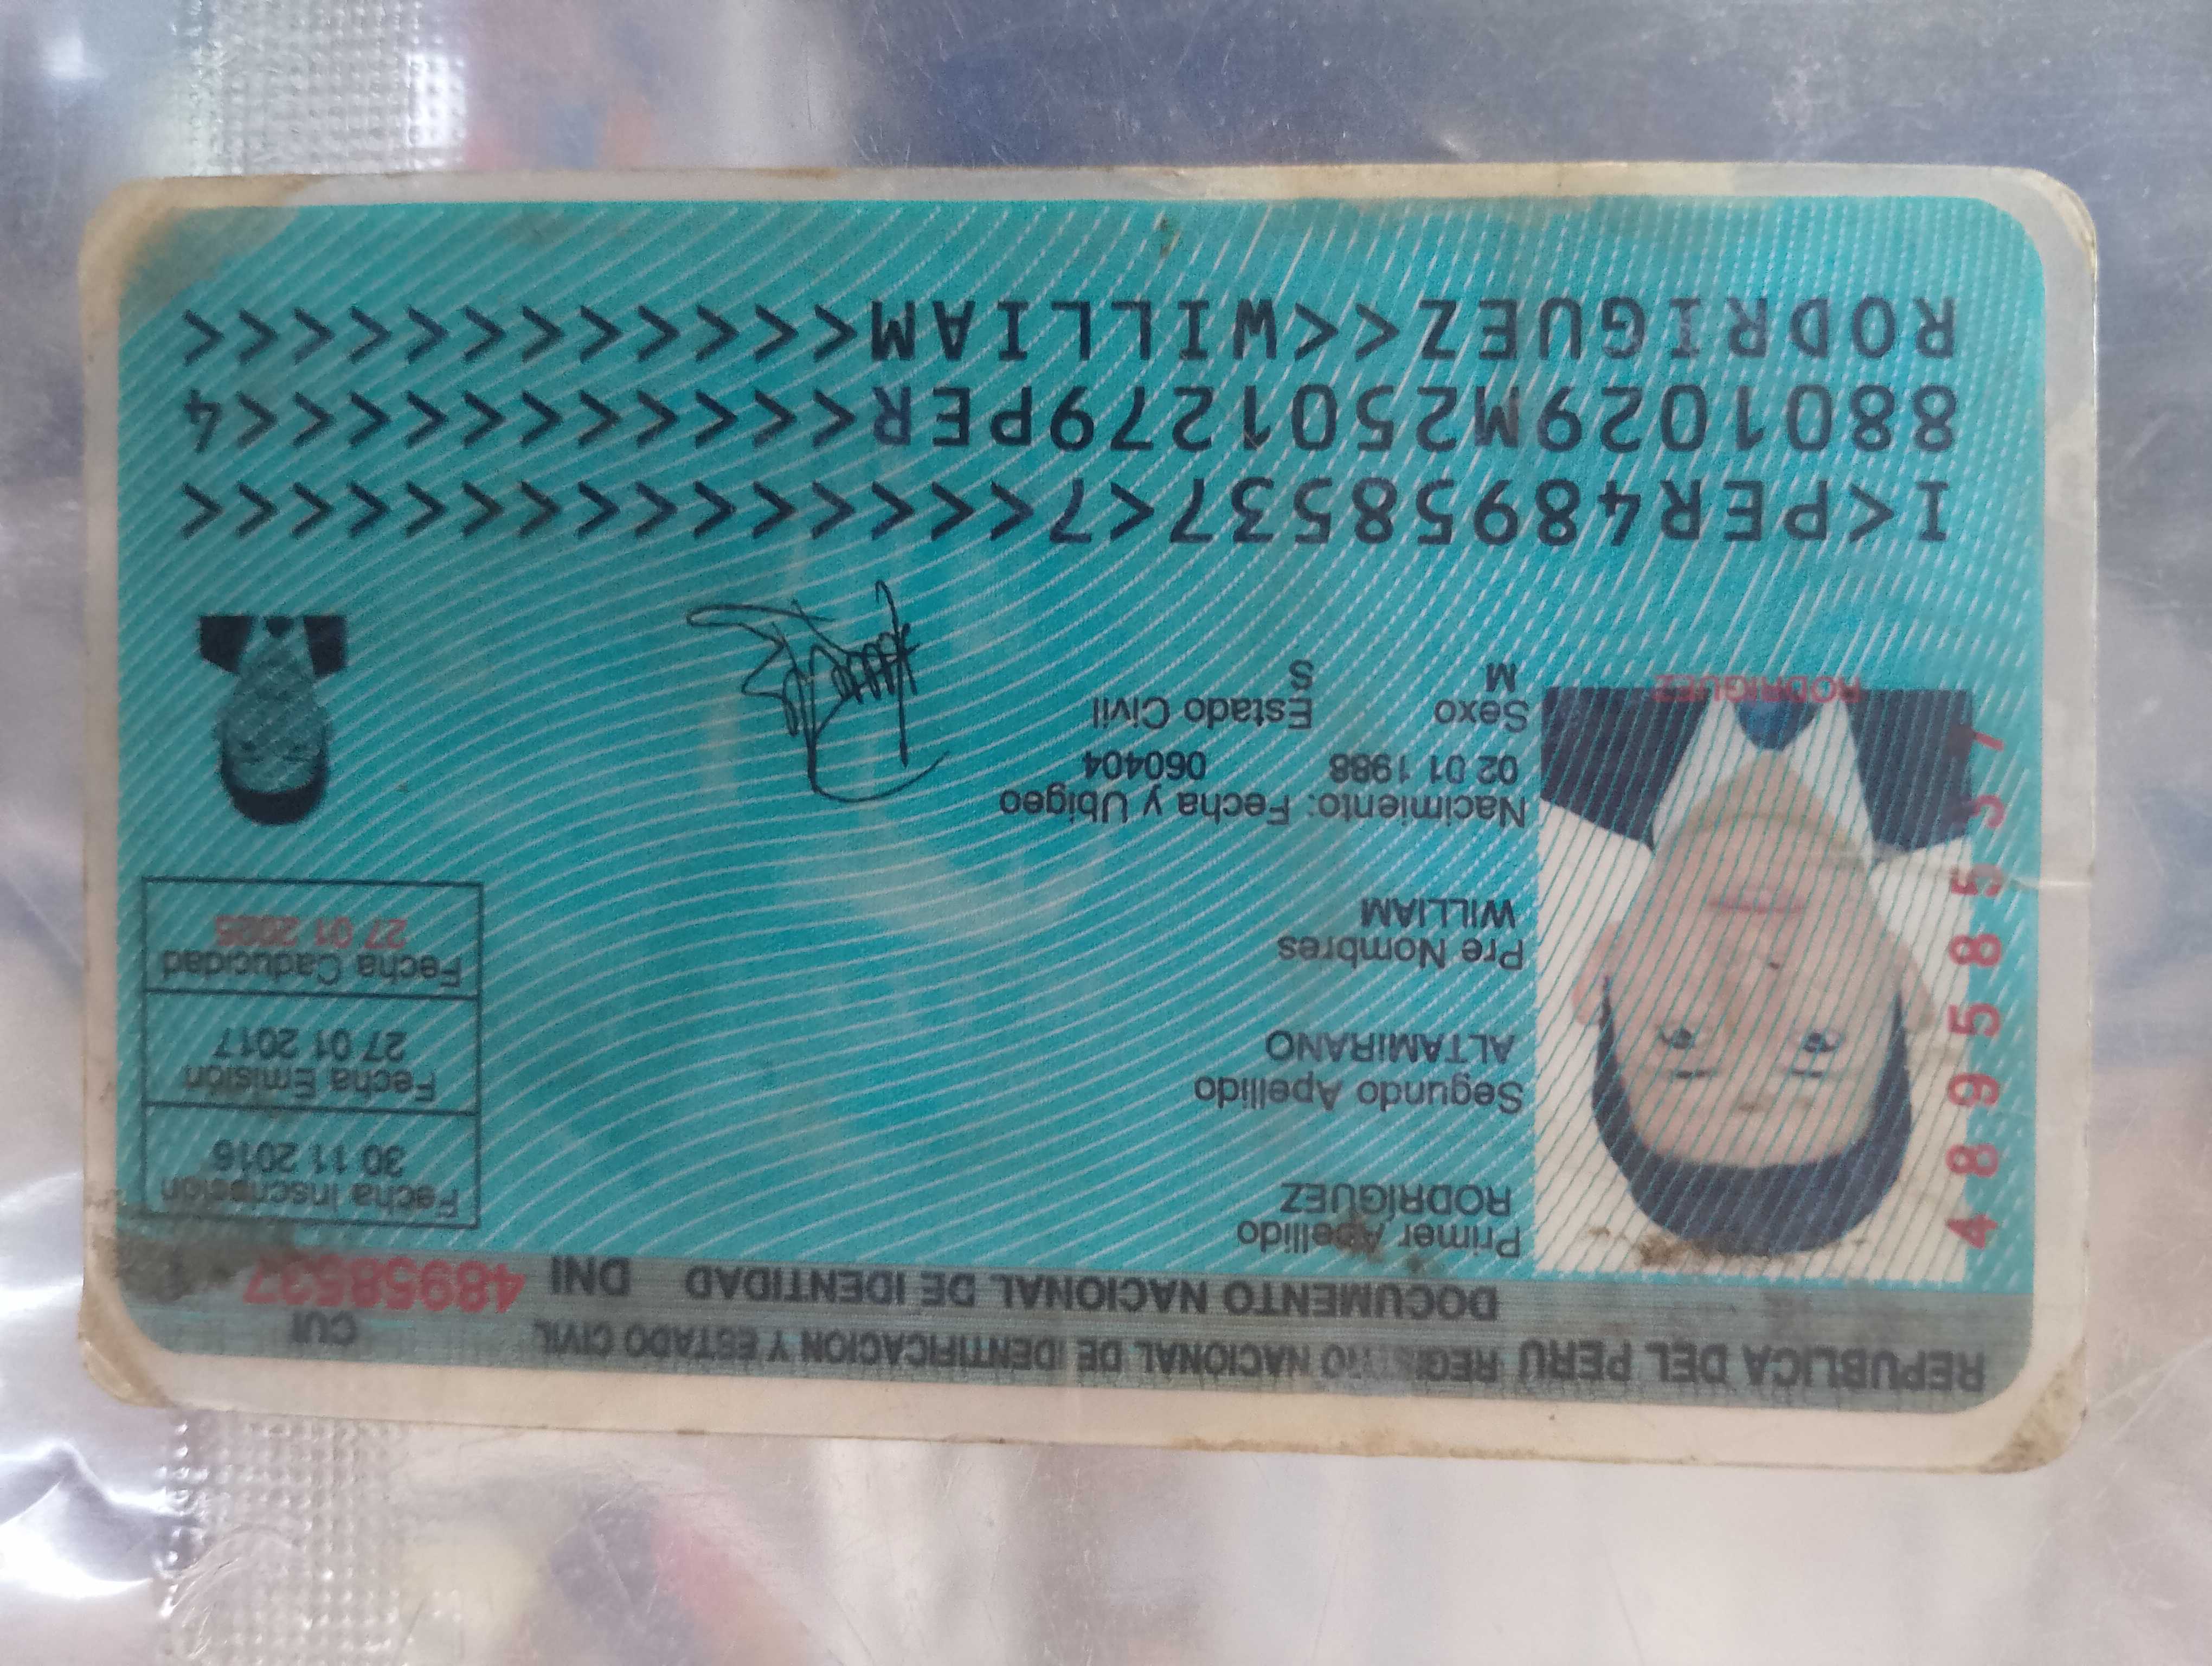 REPUBLICA DEL PERU REGISTRO NACIONAL DE IDENTIFICACION Y ESTADO CIVIL
DOCUMENTO NACIONAL DE IDENTIDAD DNI 48958537
CUI
Primer Apellido
RODRIGUEZ
Segundo Apellido
ALTAMIRANO
Pre Nombres
WILLIAM
Nacimiento: Fecha y Ubigeo
02 01 1988 060404
Sexo Estado Civil
M S
Fecha Inscripción
30 11 2016
Fecha Emisión
27 01 2017
Fecha Caducidad
27 01 2025
48958537
RODRIGUEZ
I<PER48958537<7<<<<<<<<<<<<<<<
8801029M2501279PER<<<<<<<<<<<4
RODRIGUEZ<<WILLIAM<<<<<<<<<<<<